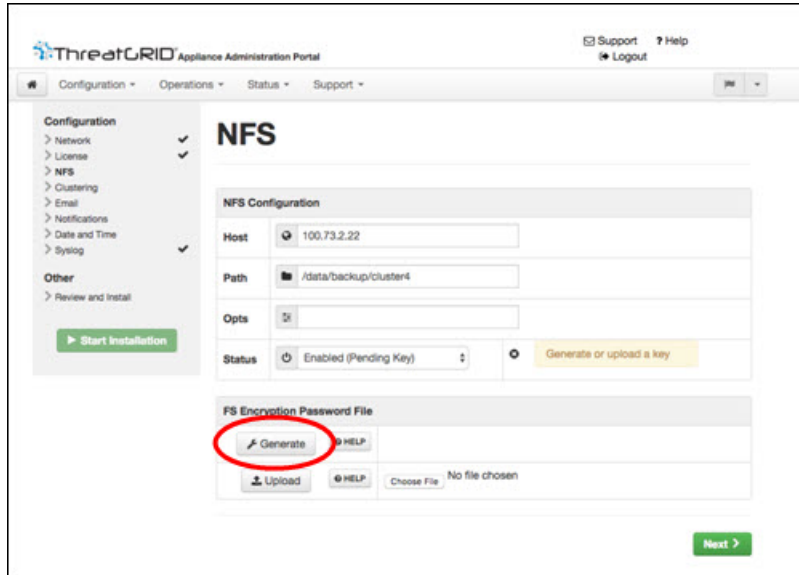 ThreatGRID Appliance Administration Portal
Support ? Help
Logout
Configuration Operations Status Support
Configuration
Network
License
NFS
Clustering
Email
Notifications
Date and Time
Syslog
Other
Review and Install
Start Installation
NFS
NFS Configuration
Host 100.73.2.22
Path /data/backup/cluster4
Opts
Status Enabled (Pending Key) Generate or upload a key
FS Encryption Password File
Generate HELP
Upload HELP Choose File No file chosen
Next